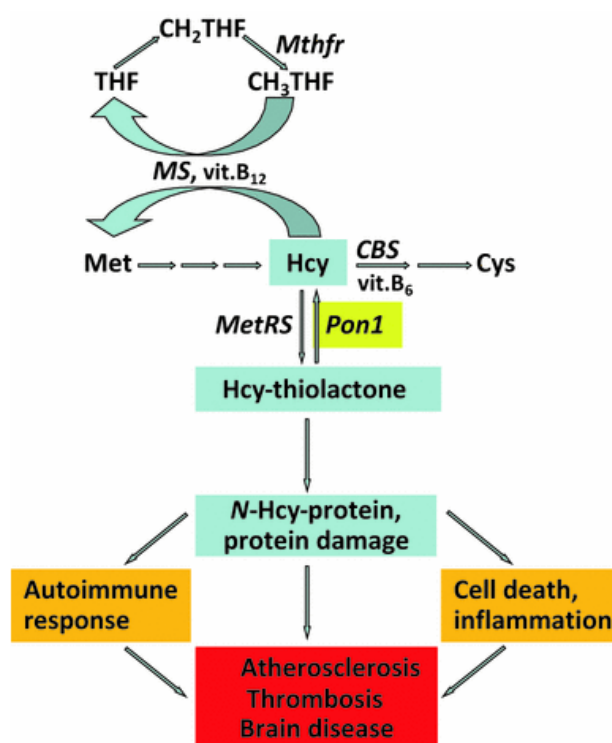 CH₂THF
Mthfr
THF
CH₃THF
MS, vit.B₁₂
Met
Hcy
CBS
vit.B₆
Cys
MetRS
Pon1
Hcy-thiolactone
N-Hcy-protein,
protein damage
Autoimmune
response
Cell death,
inflammation
Atherosclerosis
Thrombosis
Brain disease